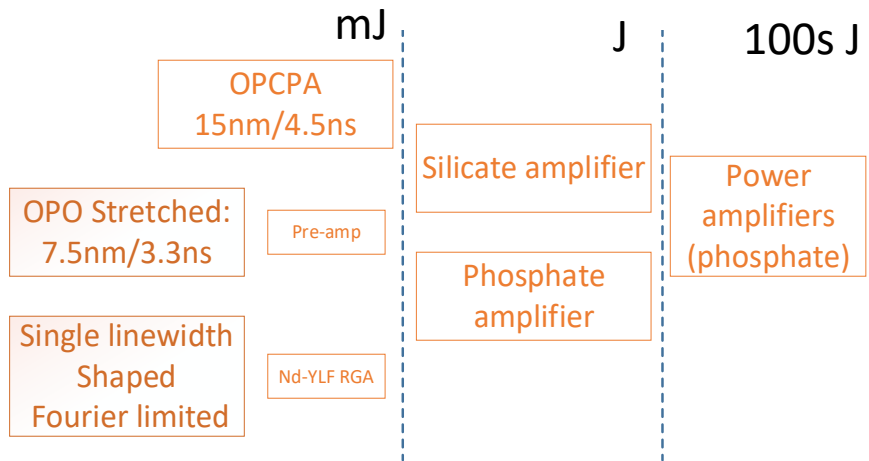 mJ
J
100s J
OPCPA
15nm/4.5ns
Silicate amplifier
Power
amplifiers
(phosphate)
OPO Stretched:
7.5nm/3.3ns
Pre-amp
Phosphate
amplifier
Single linewidth
Shaped
Fourier limited
Nd-YLF RGA